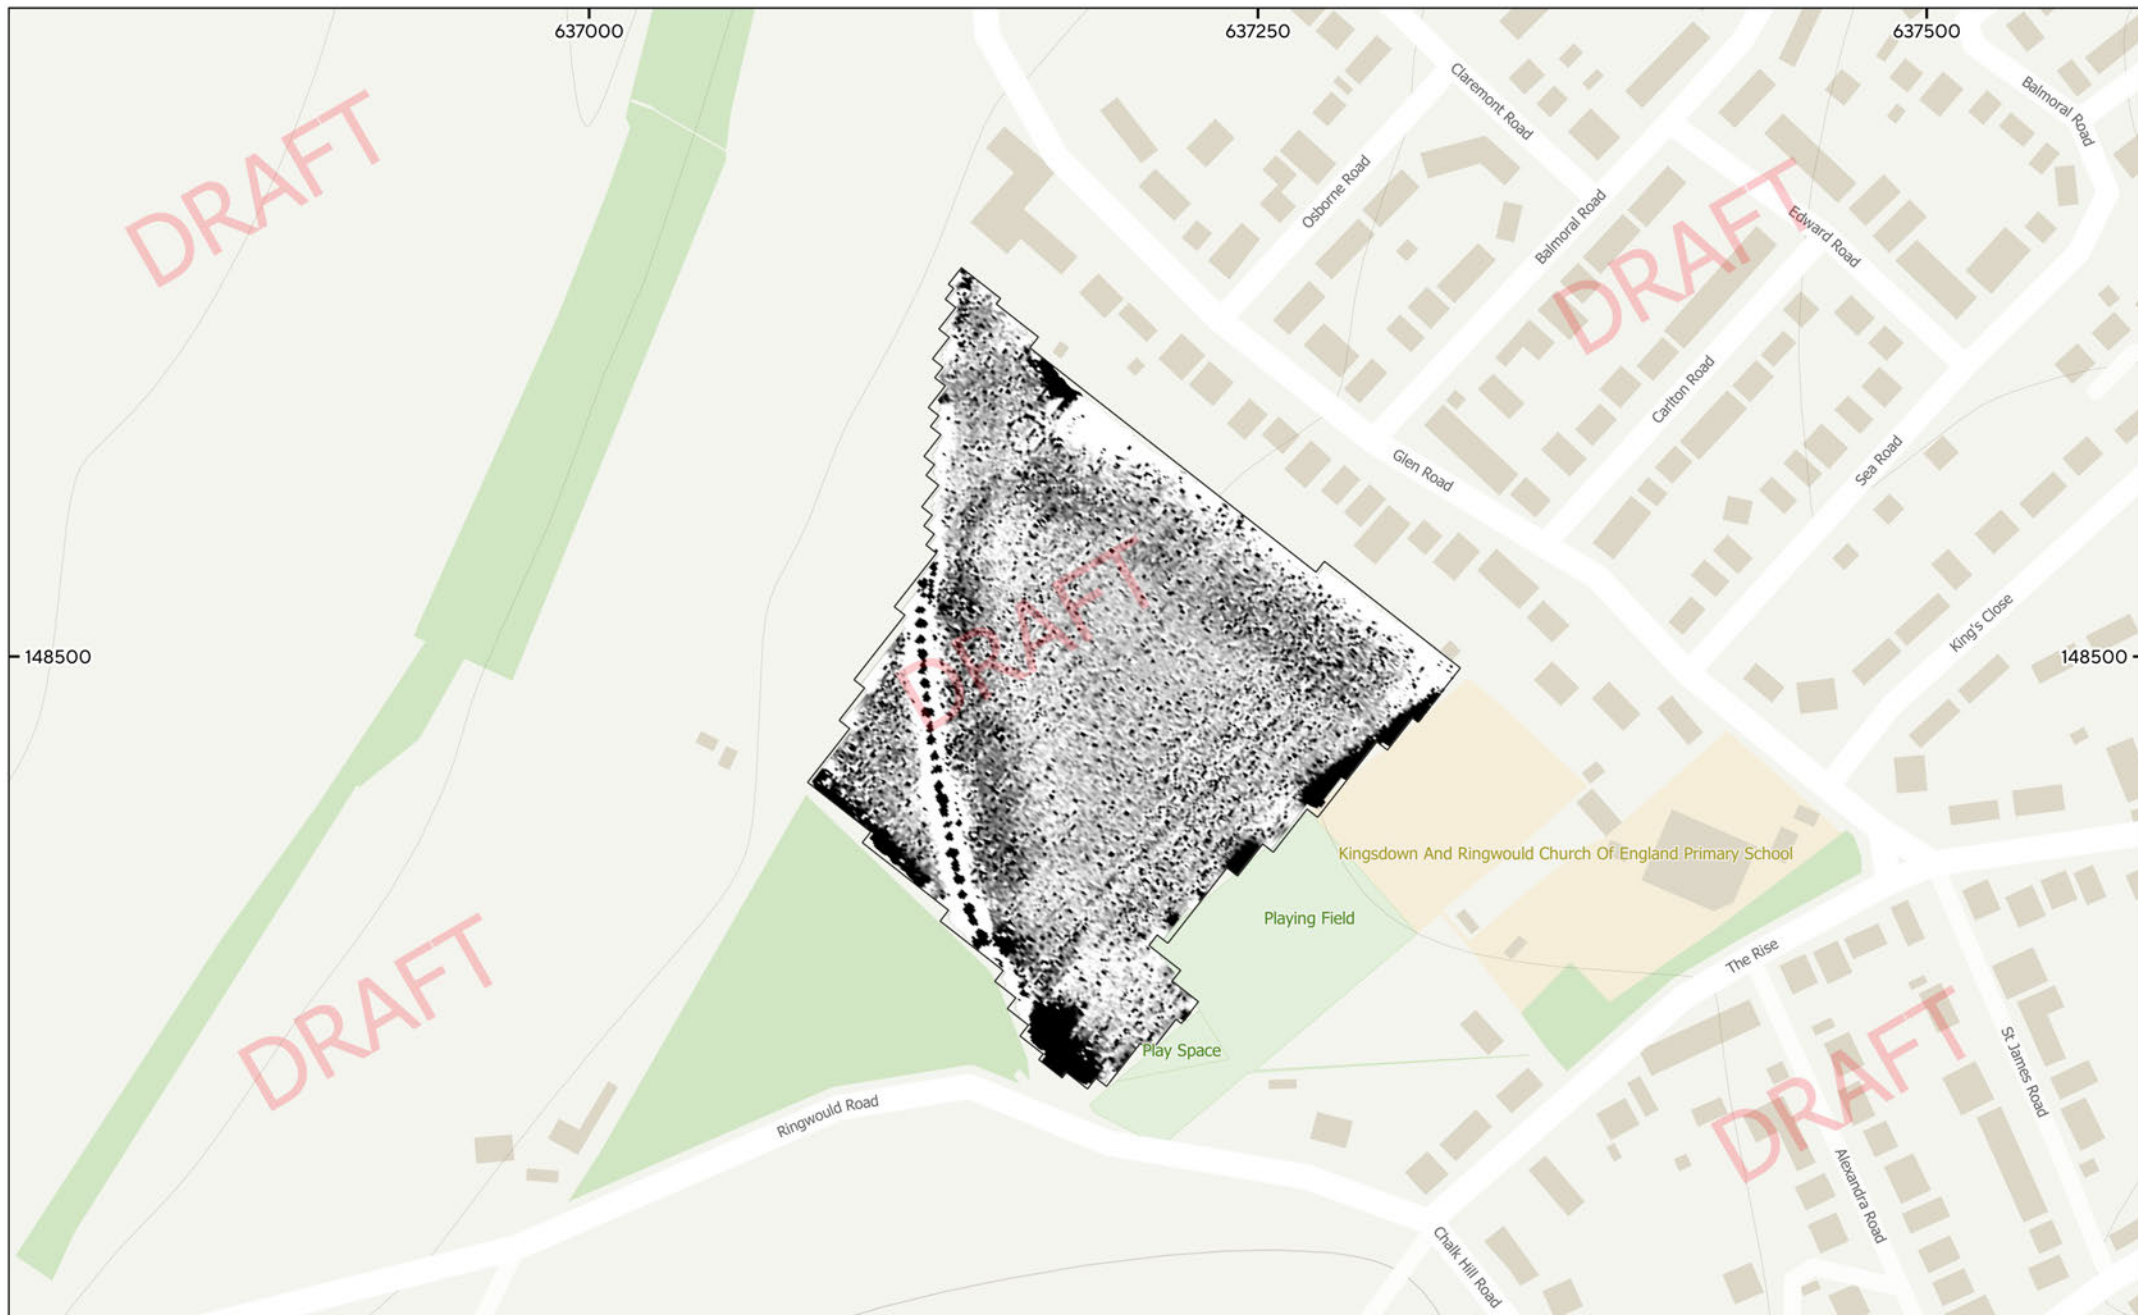 637000
637250
637500
Claremont Road
Balmoral Road
DRAFT
Osborne Road
Balmoral Road
DRAFT
Edward Road
Carlton Road
Glen Road
Sea Road
DRAFT
King's Close
148500
148500
Kingsdown And Ringwould Church Of England Primary School
Playing Field
DRAFT
The Rise
Play Space
DRAFT
St James Road
Ringwould Road
Alexandra Road
Chalk Hill Road